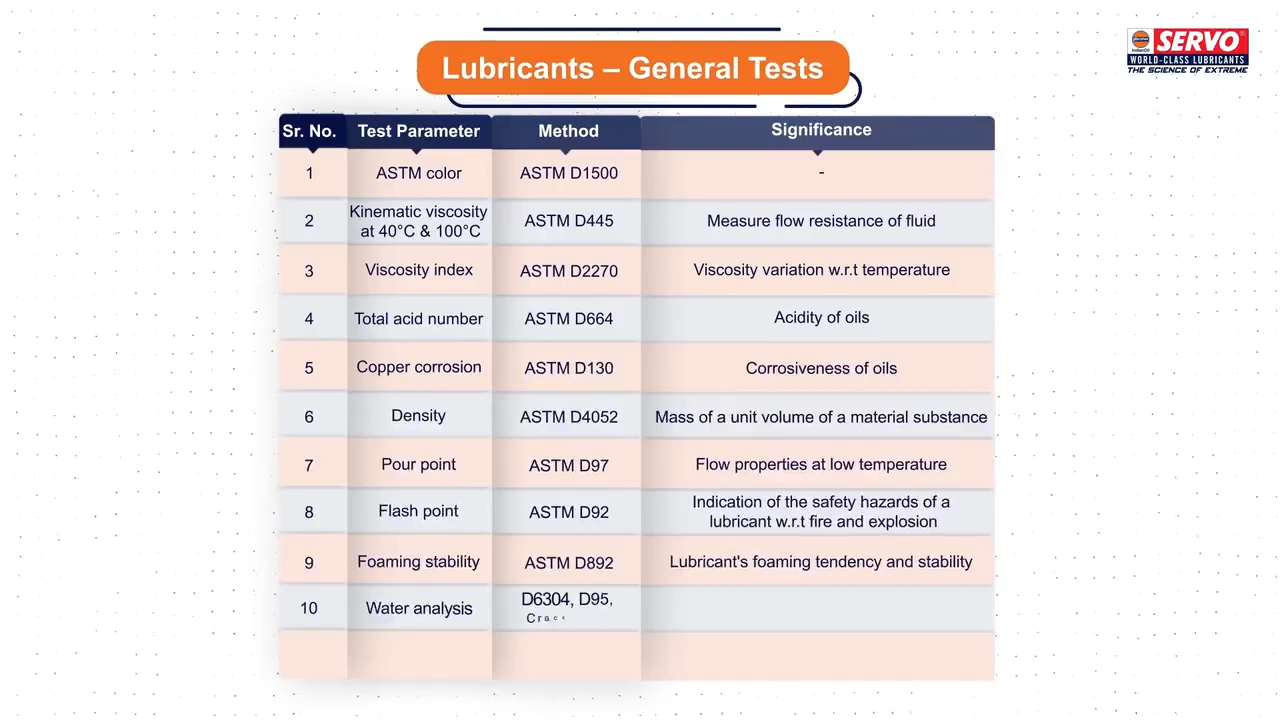 Lubricants – General Tests
IndianOil
SERVO
WORLD-CLASS LUBRICANTS
THE SCIENCE OF EXTREME
Sr. No. Test Parameter Method Significance
1 ASTM color ASTM D1500 -
2 Kinematic viscosity at 40°C & 100°C ASTM D445 Measure flow resistance of fluid
3 Viscosity index ASTM D2270 Viscosity variation w.r.t temperature
4 Total acid number ASTM D664 Acidity of oils
5 Copper corrosion ASTM D130 Corrosiveness of oils
6 Density ASTM D4052 Mass of a unit volume of a material substance
7 Pour point ASTM D97 Flow properties at low temperature
8 Flash point ASTM D92 Indication of the safety hazards of a lubricant w.r.t fire and explosion
9 Foaming stability ASTM D892 Lubricant's foaming tendency and stability
10 Water analysis D6304, D95,